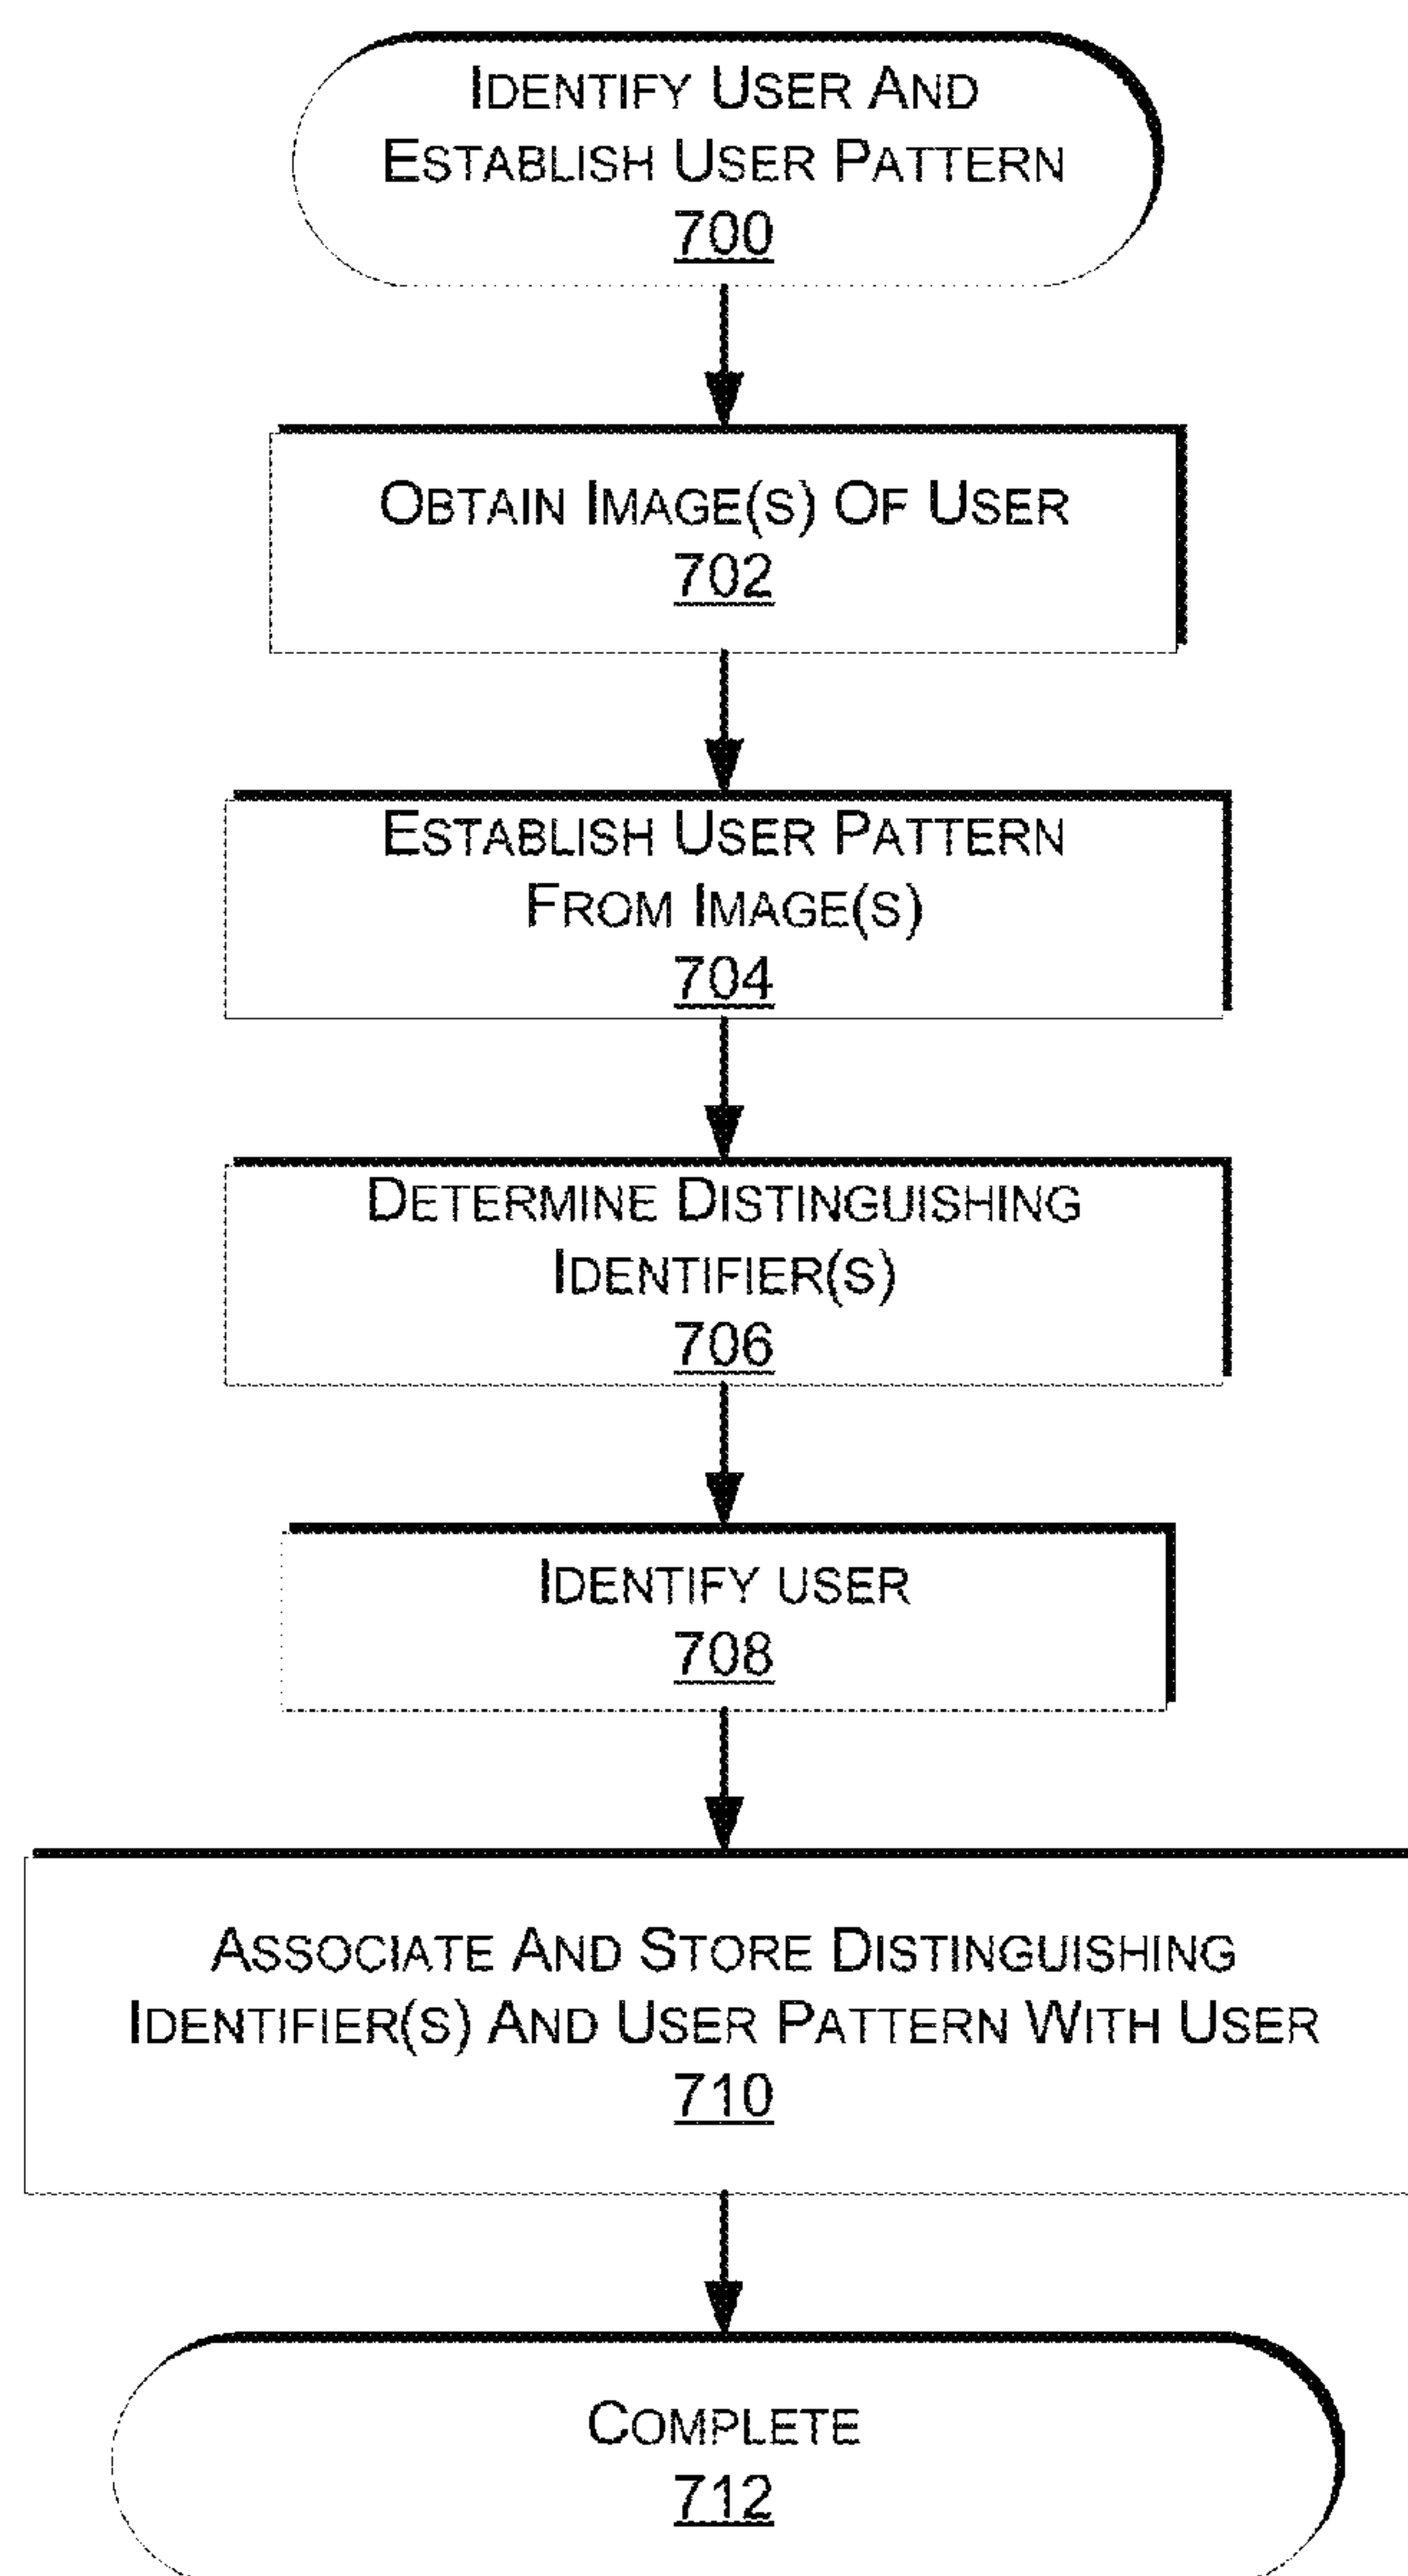 IDENTIFY USER AND
ESTABLISH USER PATTERN
700
OBTAIN IMAGE(S) OF USER
702
ESTABLISH USER PATTERN
FROM IMAGE(S)
704
DETERMINE DISTINGUISHING
IDENTIFIER(S)
706
IDENTIFY USER
708
ASSOCIATE AND STORE DISTINGUISHING
IDENTIFIER(S) AND USER PATTERN WITH USER
710
COMPLETE
712